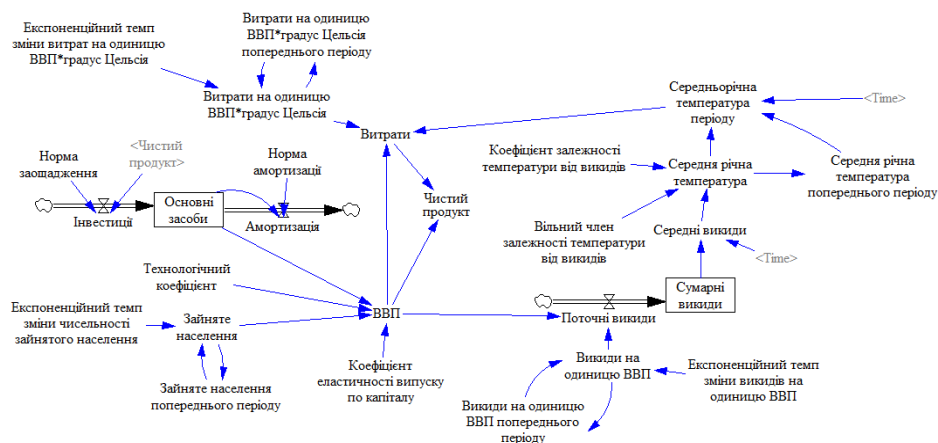 Експоненційний темп
зміни витрат на одиницю
ВВП*градус Цельсія
Витрати на одиницю
ВВП*градус Цельсія
попереднього періоду
Витрати на одиницю
ВВП*градус Цельсія
Витрати
Середньорічна
температура
періоду
<Time>
Норма
заощадження
<Чистий
продукт>
Норма
амортизації
Коефіцієнт залежності
температури від викидів
Середня річна
температура
Середня річна
температура
попереднього періоду
Інвестиції
Основні
засоби
Амортизація
Чистий
продукт
Вільний член
залежності температури
від викидів
Середні викиди
<Time>
Технологічний
коефіцієнт
Сумарні
викиди
Експоненційний темп
зміни чисельності
зайнятого населення
Зайняте
населення
ВВП
Поточні викиди
Зайняте населення
попереднього періоду
Коефіцієнт
еластичності випуску
по капіталу
Викиди на
одиницю ВВП
Експоненційний темп
зміни викидів на
одиницю ВВП
Викиди на одиницю
ВВП попереднього
періоду